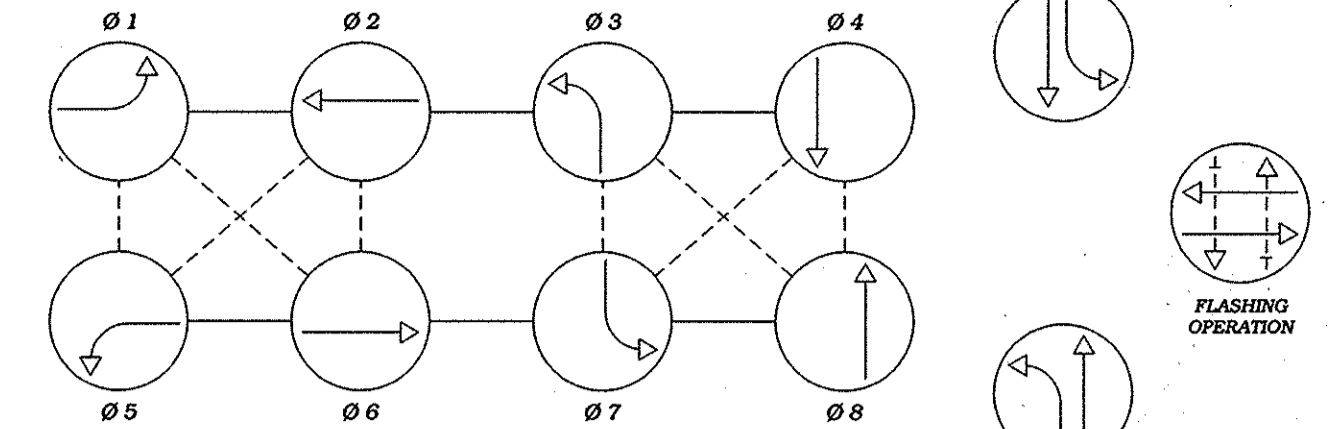 Ø 1
Ø 2
Ø 3
Ø 4
FLASHING
OPERATION
Ø 5
Ø 6
Ø 7
Ø 8